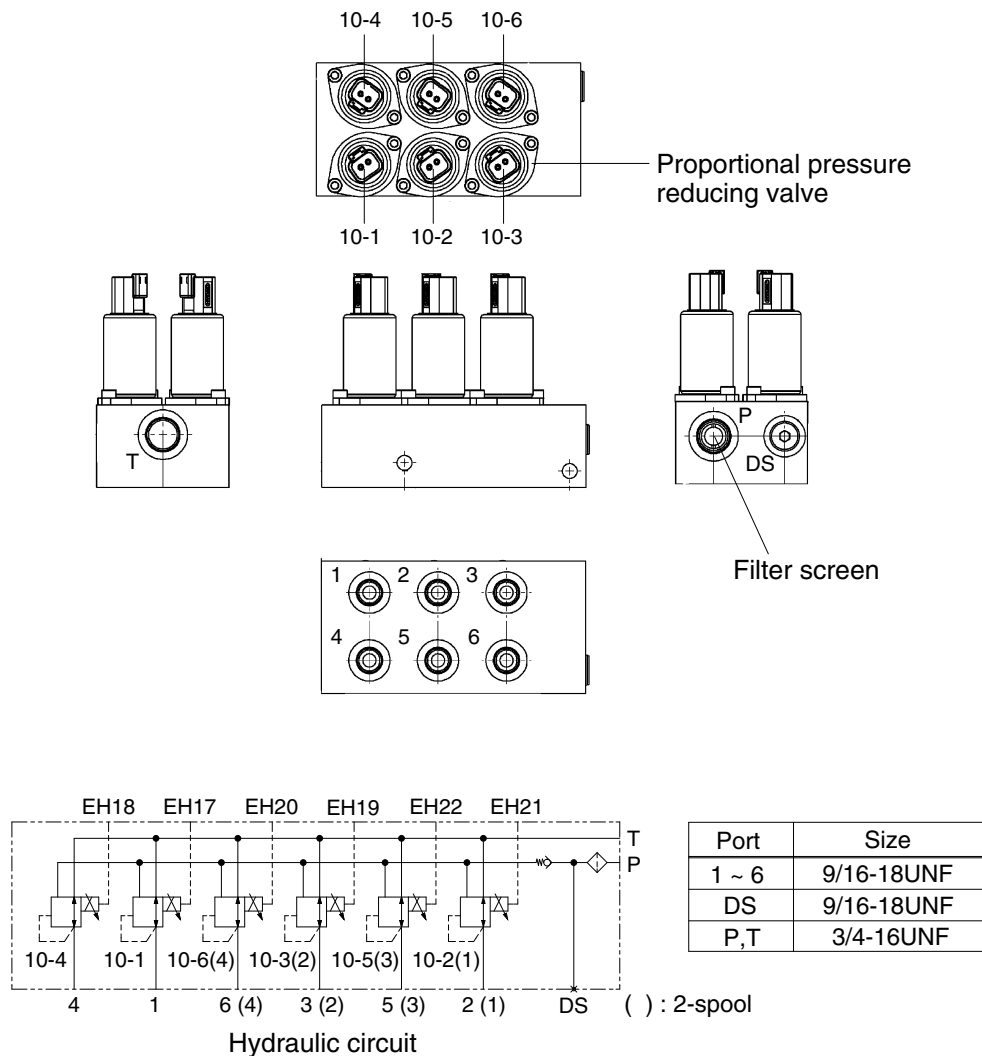 10-4 10-5 10-6
Proportional pressure
reducing valve
10-1 10-2 10-3
T
P
DS
Filter screen
1 2 3
4 5 6
EH18 EH17 EH20 EH19 EH22 EH21
T
P
10-4 10-1 10-6(4) 10-3(2) 10-5(3) 10-2(1)
4 1 6 (4) 3 (2) 5 (3) 2 (1) DS ( ) : 2-spool
Hydraulic circuit
Port Size
1 ~ 6 9/16-18UNF
DS 9/16-18UNF
P,T 3/4-16UNF